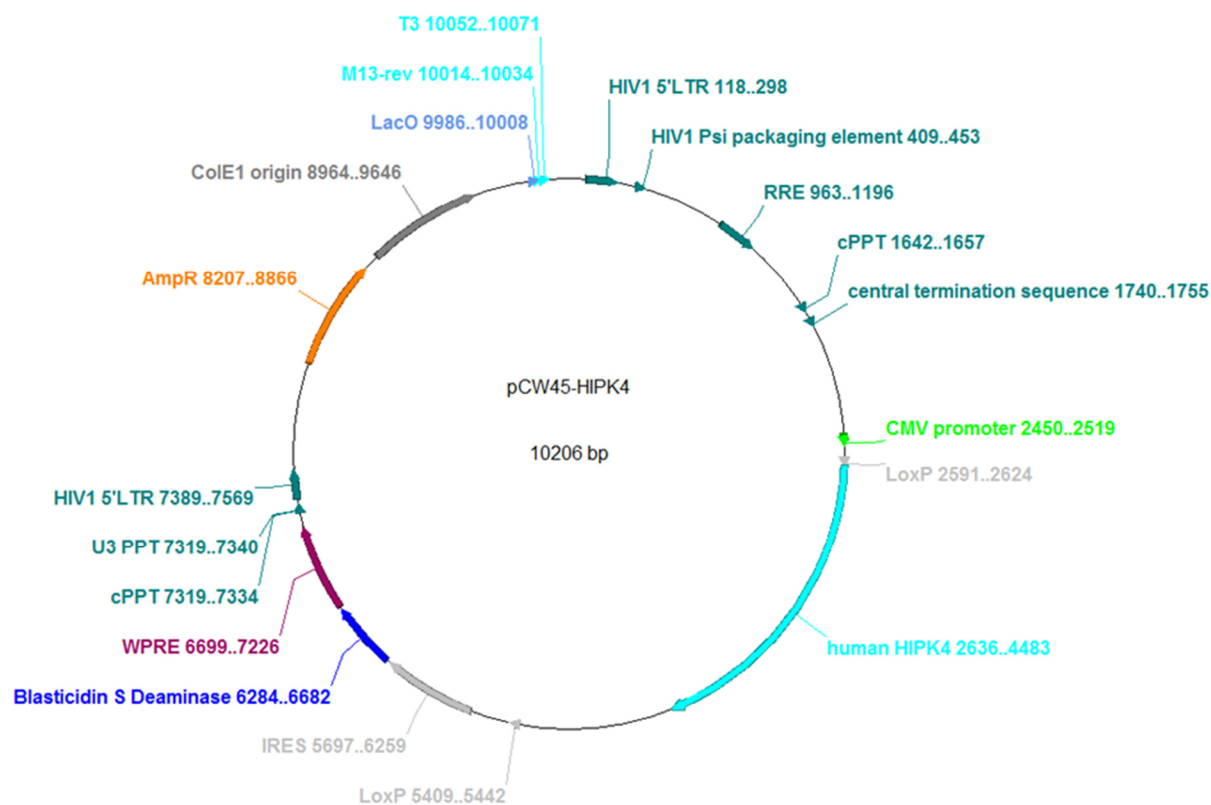 T3 10052..10071
M13-rev 10014..10034
LacO 9986..10008
ColE1 origin 8964..9646
AmpR 8207..8866
HIV1 5'LTR 118..298
HIV1 Psi packaging element 409..453
RRE 963..1196
cPPT 1642..1657
central termination sequence 1740..1755
pCW45-HIPK4
10206 bp
CMV promoter 2450..2519
LoxP 2591..2624
human HIPK4 2636..4483
HIV1 5'LTR 7389..7569
U3 PPT 7319..7340
cPPT 7319..7334
WPRE 6699..7226
Blasticidin S Deaminase 6284..6682
IRES 5697..6259
LoxP 5409..5442